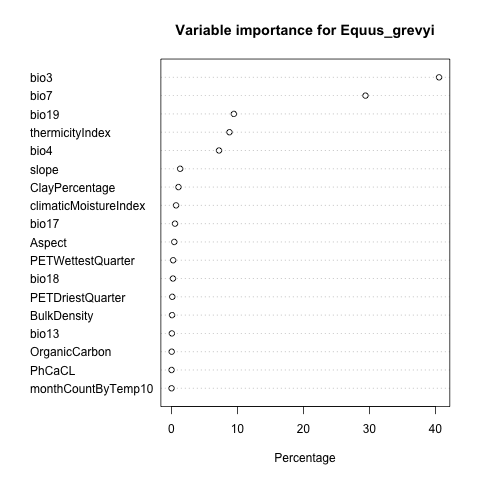 Variable importance for Equus_grevyi
bio3
bio7
bio19
thermicityIndex
bio4
slope
ClayPercentage
climaticMoistureIndex
bio17
Aspect
PETWettestQuarter
bio18
PETDriestQuarter
BulkDensity
bio13
OrganicCarbon
PhCaCL
monthCountByTemp10
0 10 20 30 40
Percentage